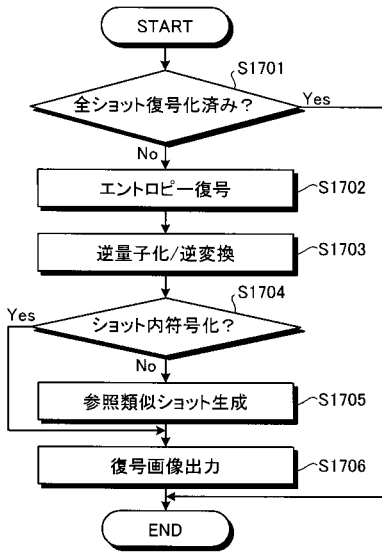 START
S1701
全ショット復号化済み？
Yes
No
エントロピー復号
S1702
逆量子化/逆変換
S1703
S1704
Yes
ショット内符号化？
No
参照類似ショット生成
S1705
復号画像出力
S1706
END